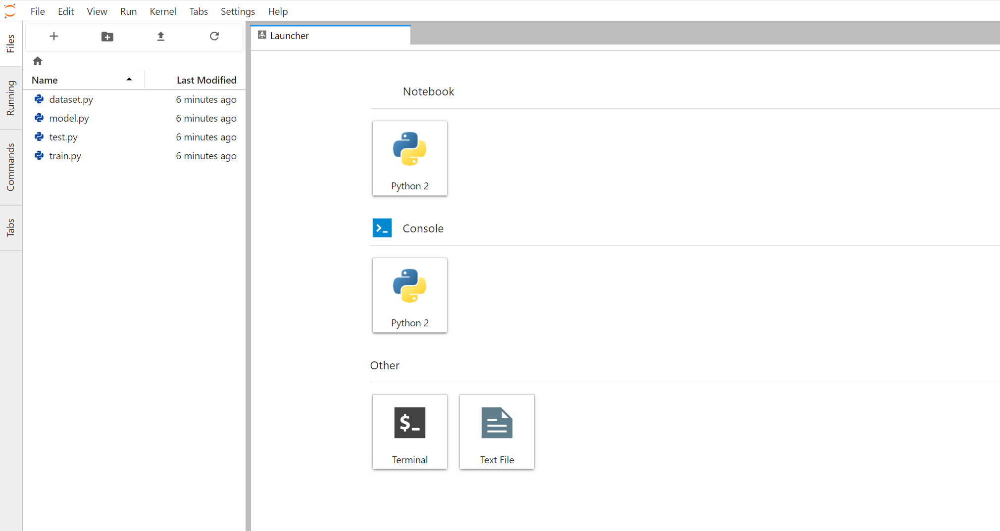 File Edit View Run Kernel Tabs Settings Help
Files
Running
Commands
Tabs
Name Last Modified
dataset.py 6 minutes ago
model.py 6 minutes ago
test.py 6 minutes ago
train.py 6 minutes ago
Launcher
Notebook
Python 2
>_ Console
Python 2
Other
$_
Terminal Text File